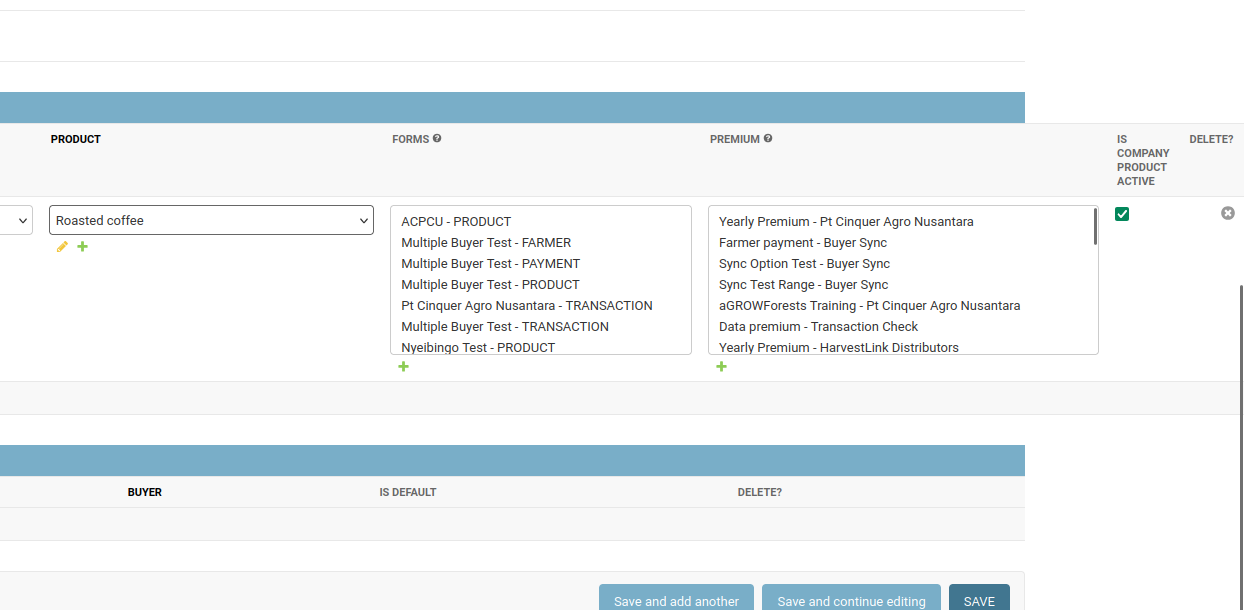 PRODUCT
FORMS
PREMIUM
IS
COMPANY
PRODUCT
ACTIVE
DELETE?
Roasted coffee
ACPCU - PRODUCT
Multiple Buyer Test - FARMER
Multiple Buyer Test - PAYMENT
Multiple Buyer Test - PRODUCT
Pt Cinquer Agro Nusantara - TRANSACTION
Multiple Buyer Test - TRANSACTION
Nyeibingo Test - PRODUCT
Yearly Premium - Pt Cinquer Agro Nusantara
Farmer payment - Buyer Sync
Sync Option Test - Buyer Sync
Sync Test Range - Buyer Sync
aGROWForests Training - Pt Cinquer Agro Nusantara
Data premium - Transaction Check
Yearly Premium - HarvestLink Distributors
BUYER
IS DEFAULT
DELETE?
Save and add another
Save and continue editing
SAVE